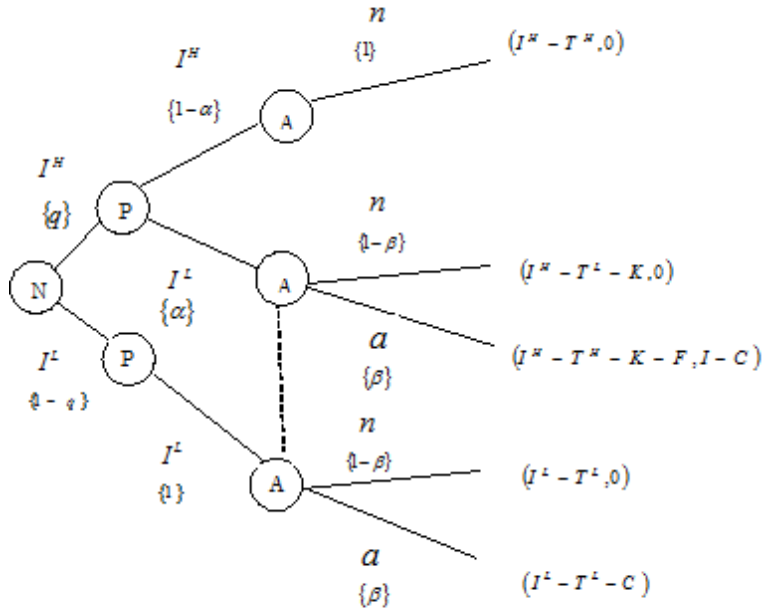 n
{1}
(I^H − T^H, 0)
I^H
{1−α}
A
I^H
{q}
P
n
{1−β}
(I^H − T^L − K, 0)
N
I^L
{α}
A
a
{β}
(I^H − T^H − K − F, I − C)
I^L
{1 − q}
P
n
{1−β}
(I^L − T^L, 0)
I^L
{1}
A
a
{β}
(I^L − T^L − C)